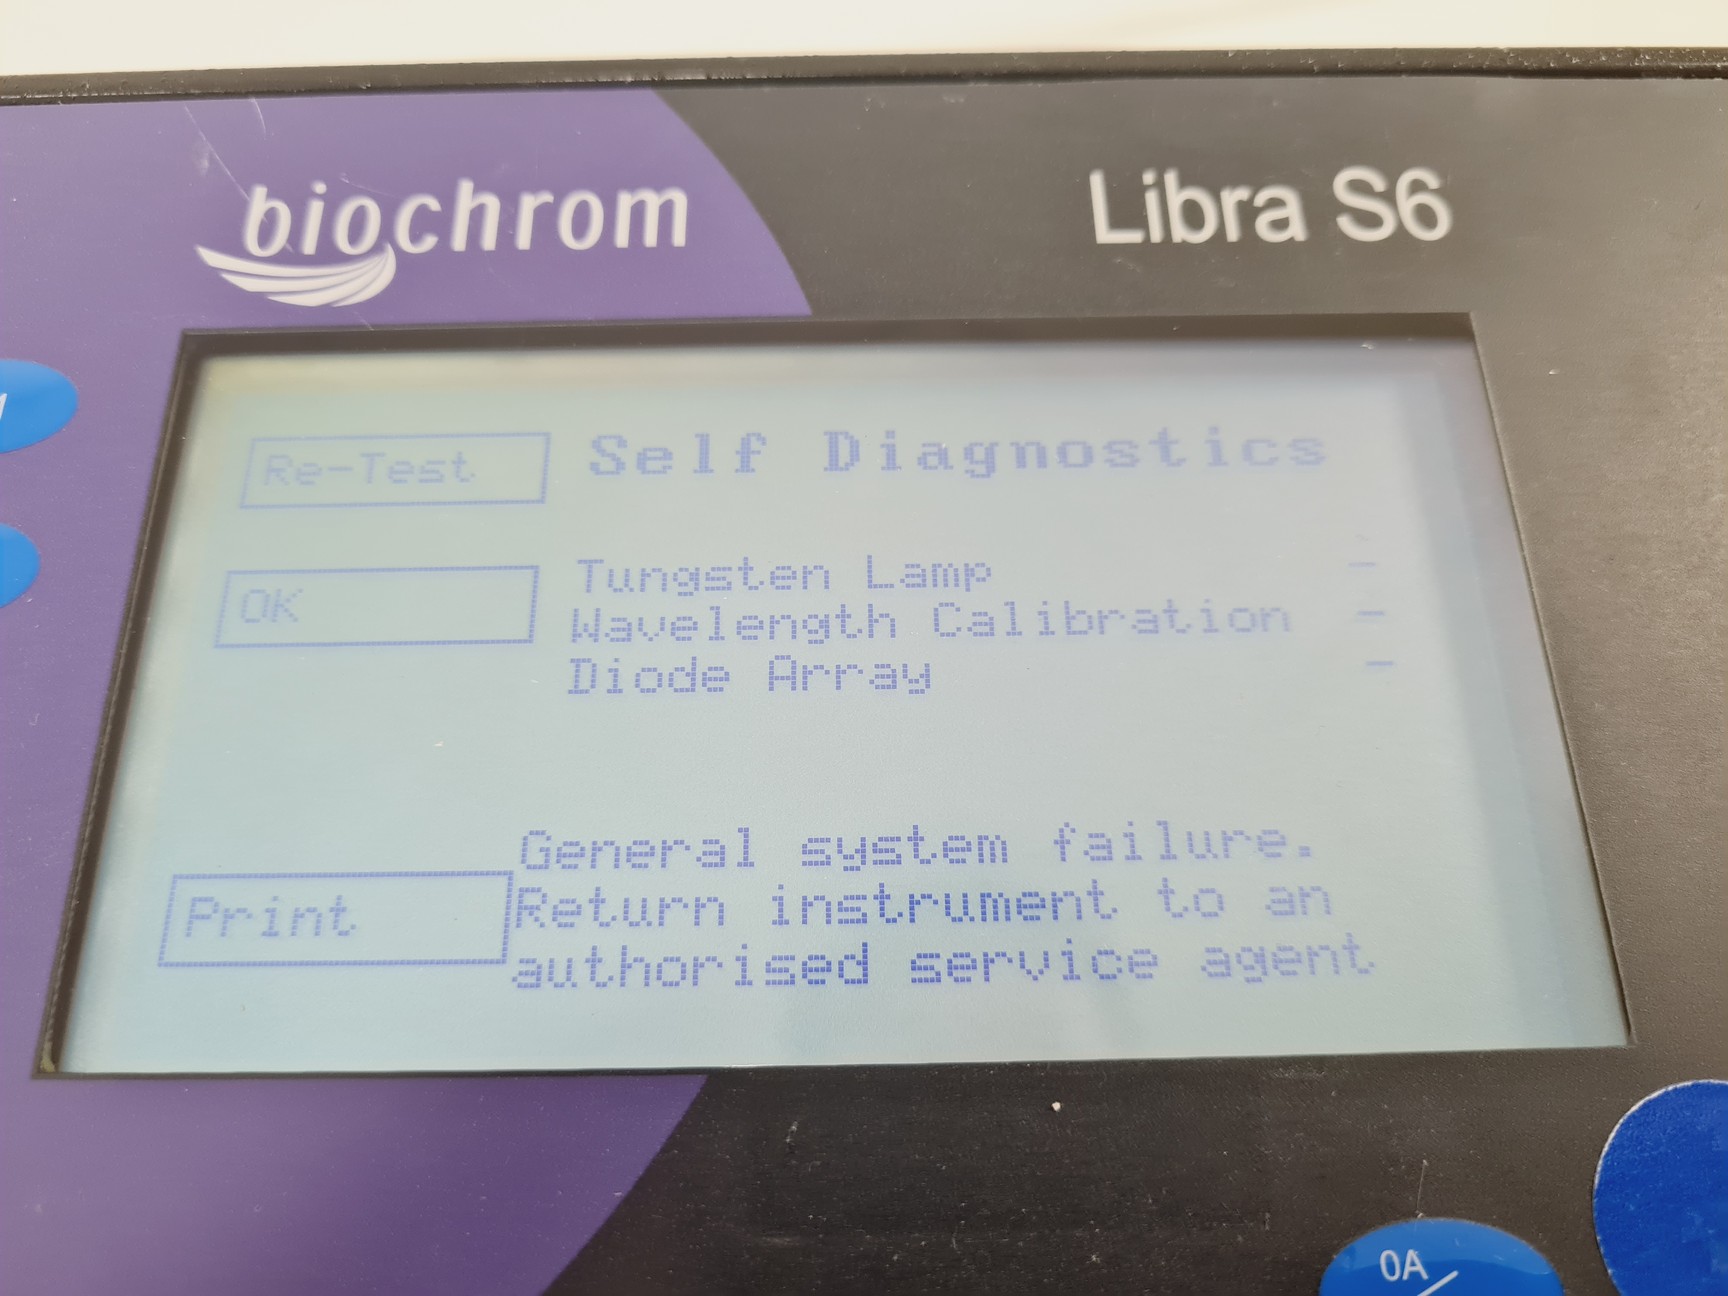 biochrom
Libra S6
Re-Test
Self Diagnostics
OK
Tungsten Lamp -
Wavelength Calibration -
Diode Array -
Print
General system failure.
Return instrument to an
authorised service agent
0A